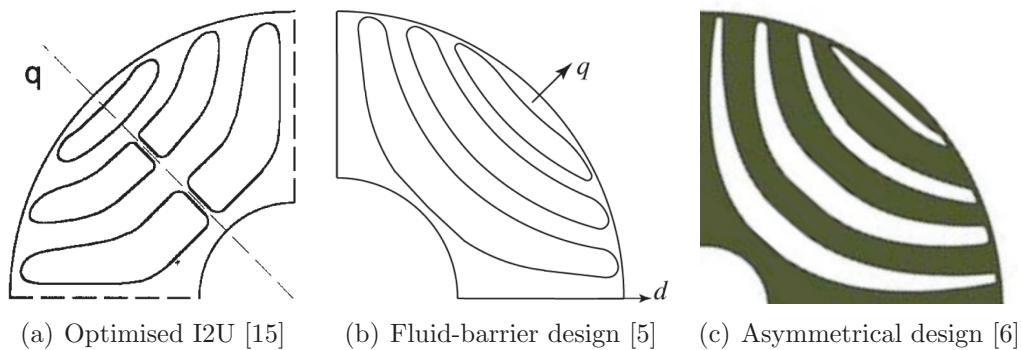 q
q
d
(a) Optimised I2U [15]
(b) Fluid-barrier design [5]
(c) Asymmetrical design [6]